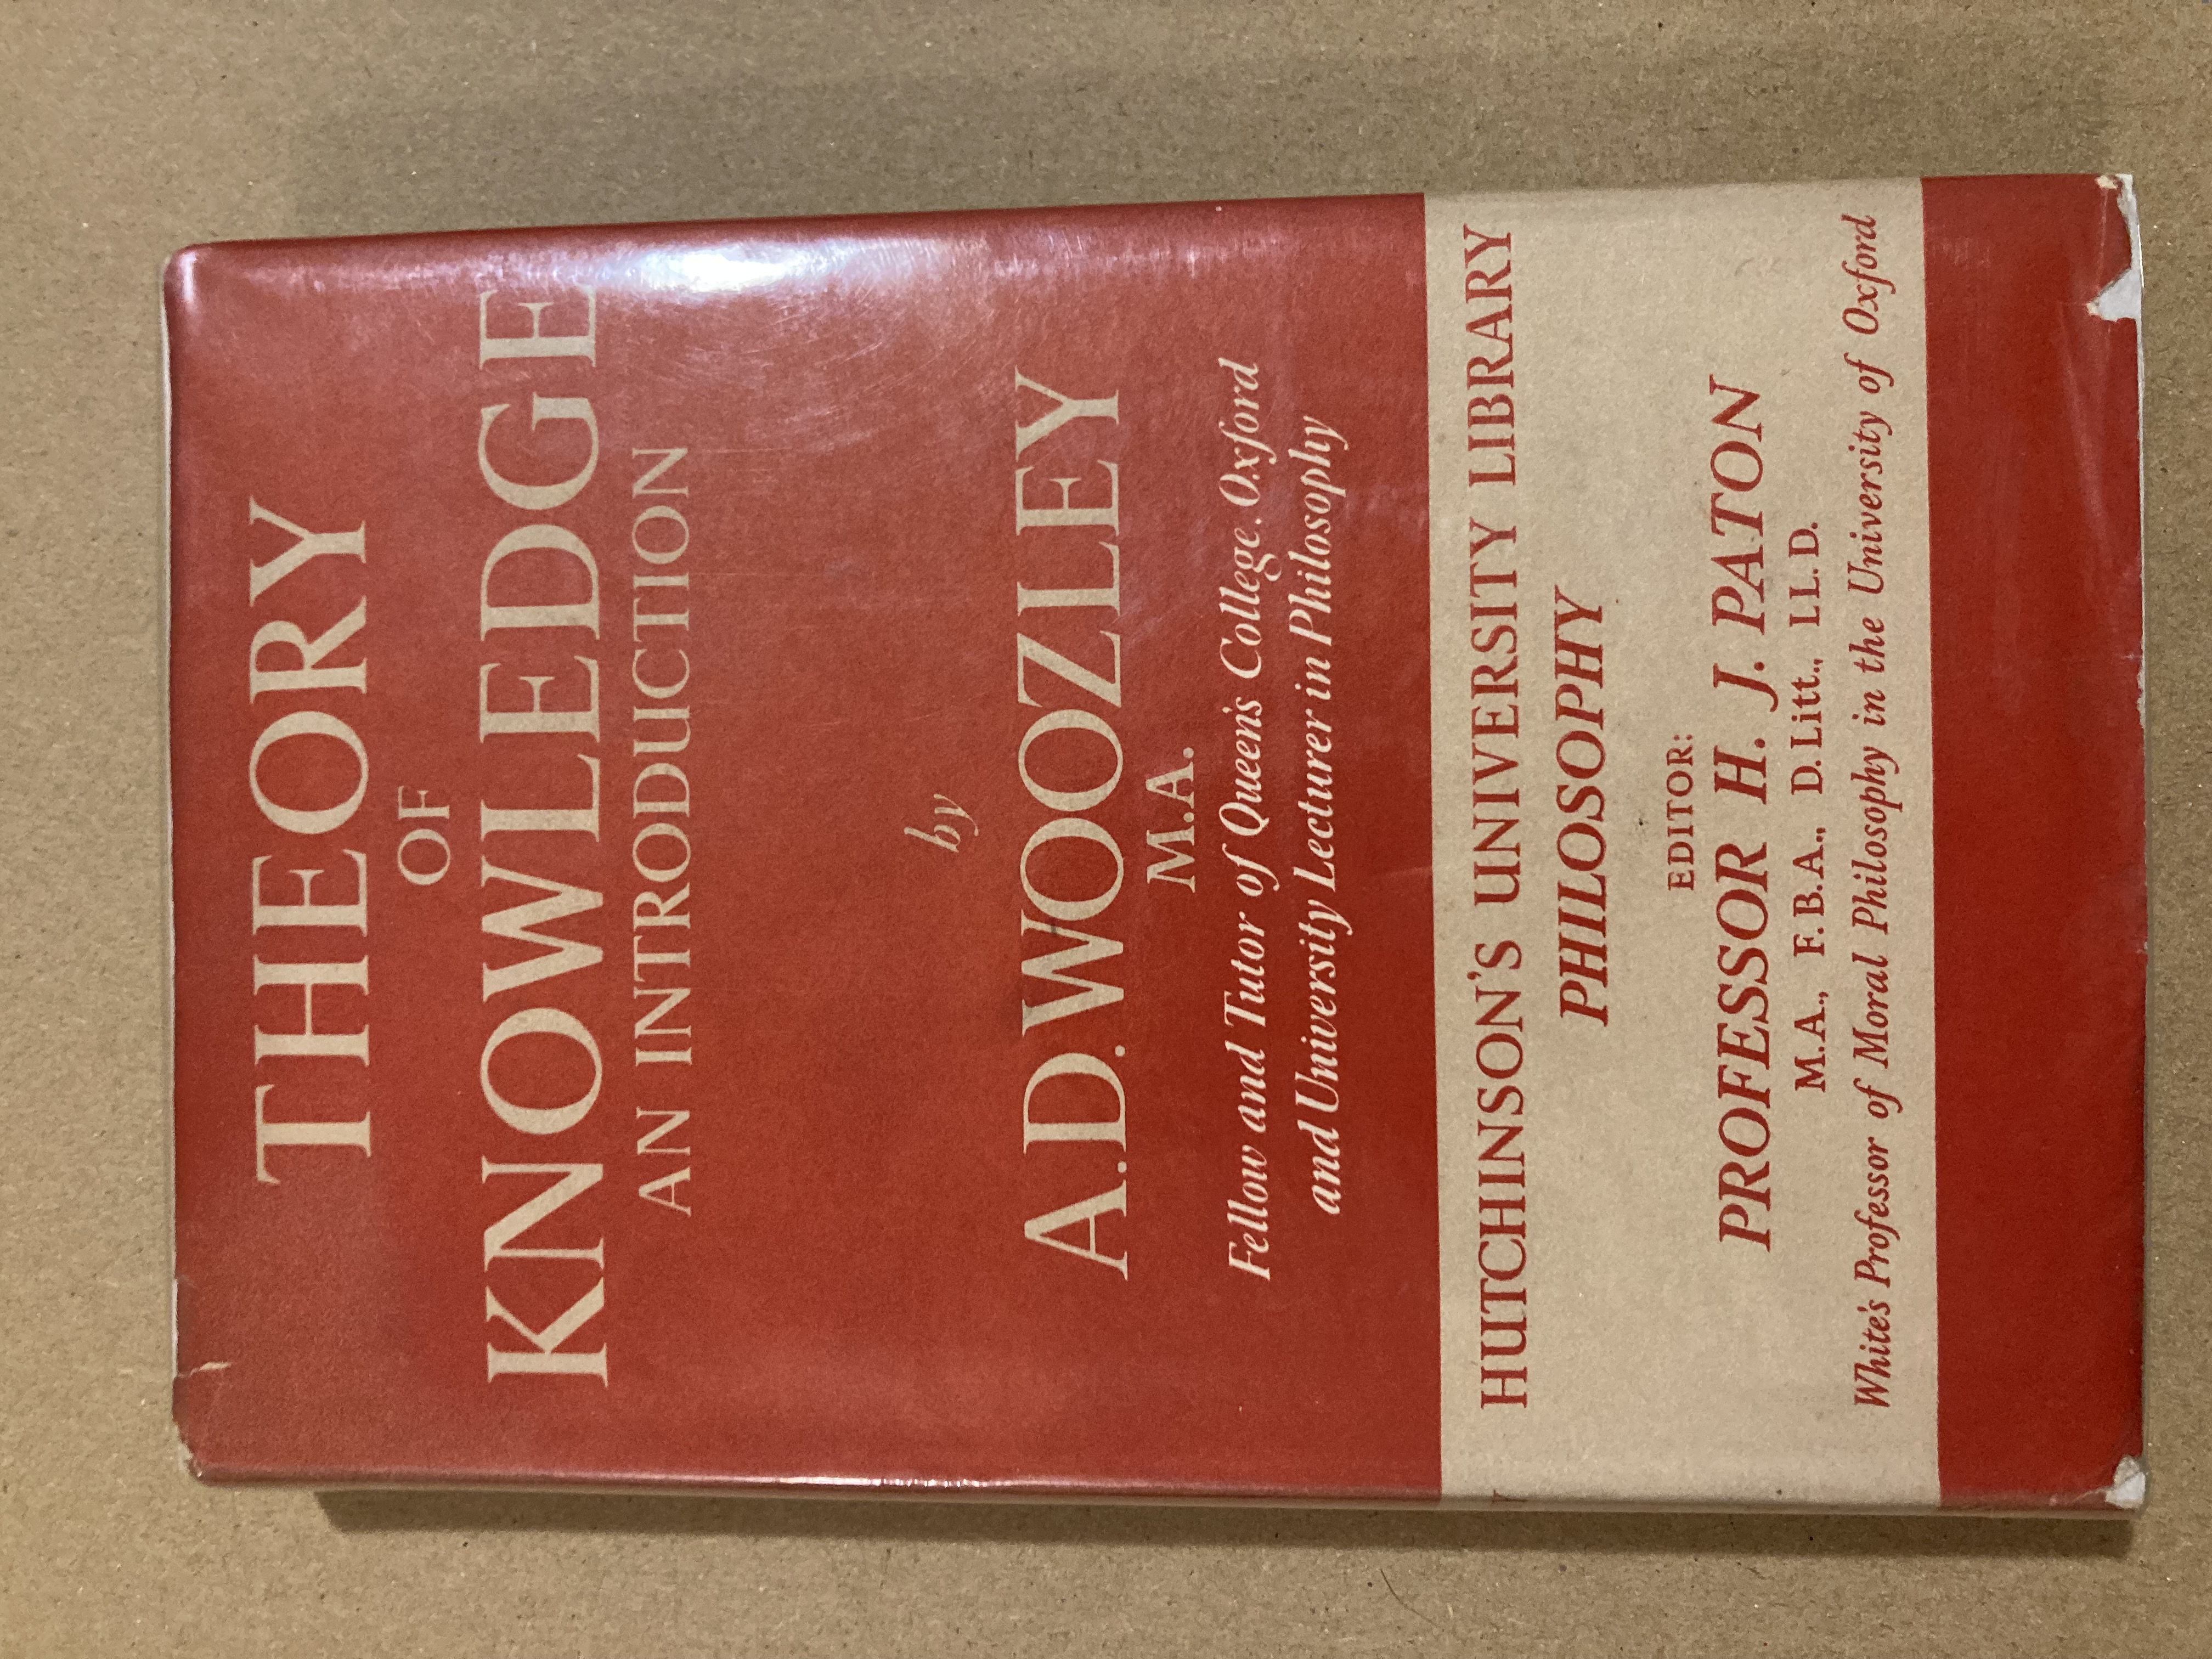 THEORY
OF
KNOWLEDGE
AN INTRODUCTION
by
A.D. WOOZLEY
M.A.
Fellow and Tutor of Queen's College. Oxford
and University Lecturer in Philosophy
HUTCHINSON'S UNIVERSITY LIBRARY
PHILOSOPHY
EDITOR:
PROFESSOR H. J. PATON
M.A., F.B.A., D.Litt., LL.D.
White's Professor of Moral Philosophy in the University of Oxford